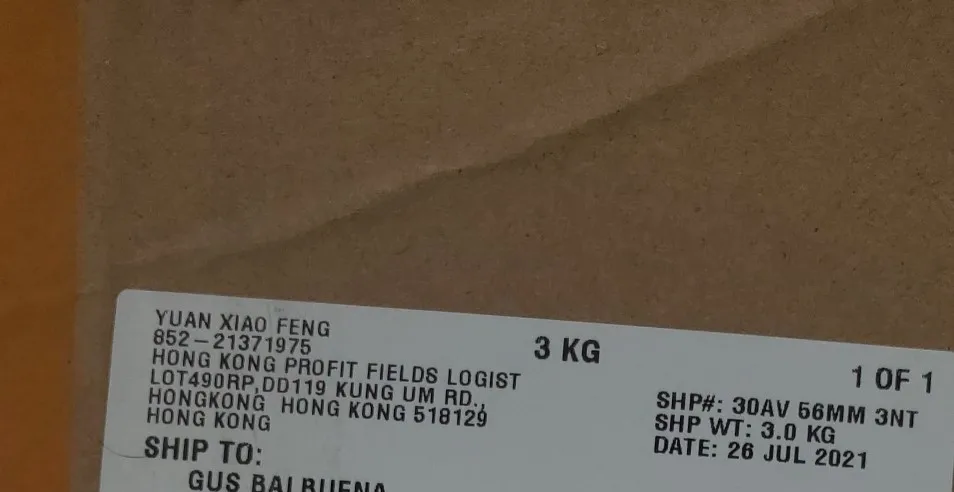 YUAN XIAO FENG
852-21371975
HONG KONG PROFIT FIELDS LOGIST
LOT490RP,DD119 KUNG UM RD.,
HONGKONG HONG KONG 518129
HONG KONG
3 KG
1 OF 1
SHP#: 30AV 56MM 3NT
SHP WT: 3.0 KG
DATE: 26 JUL 2021
SHIP TO:
GUS BALBUENA